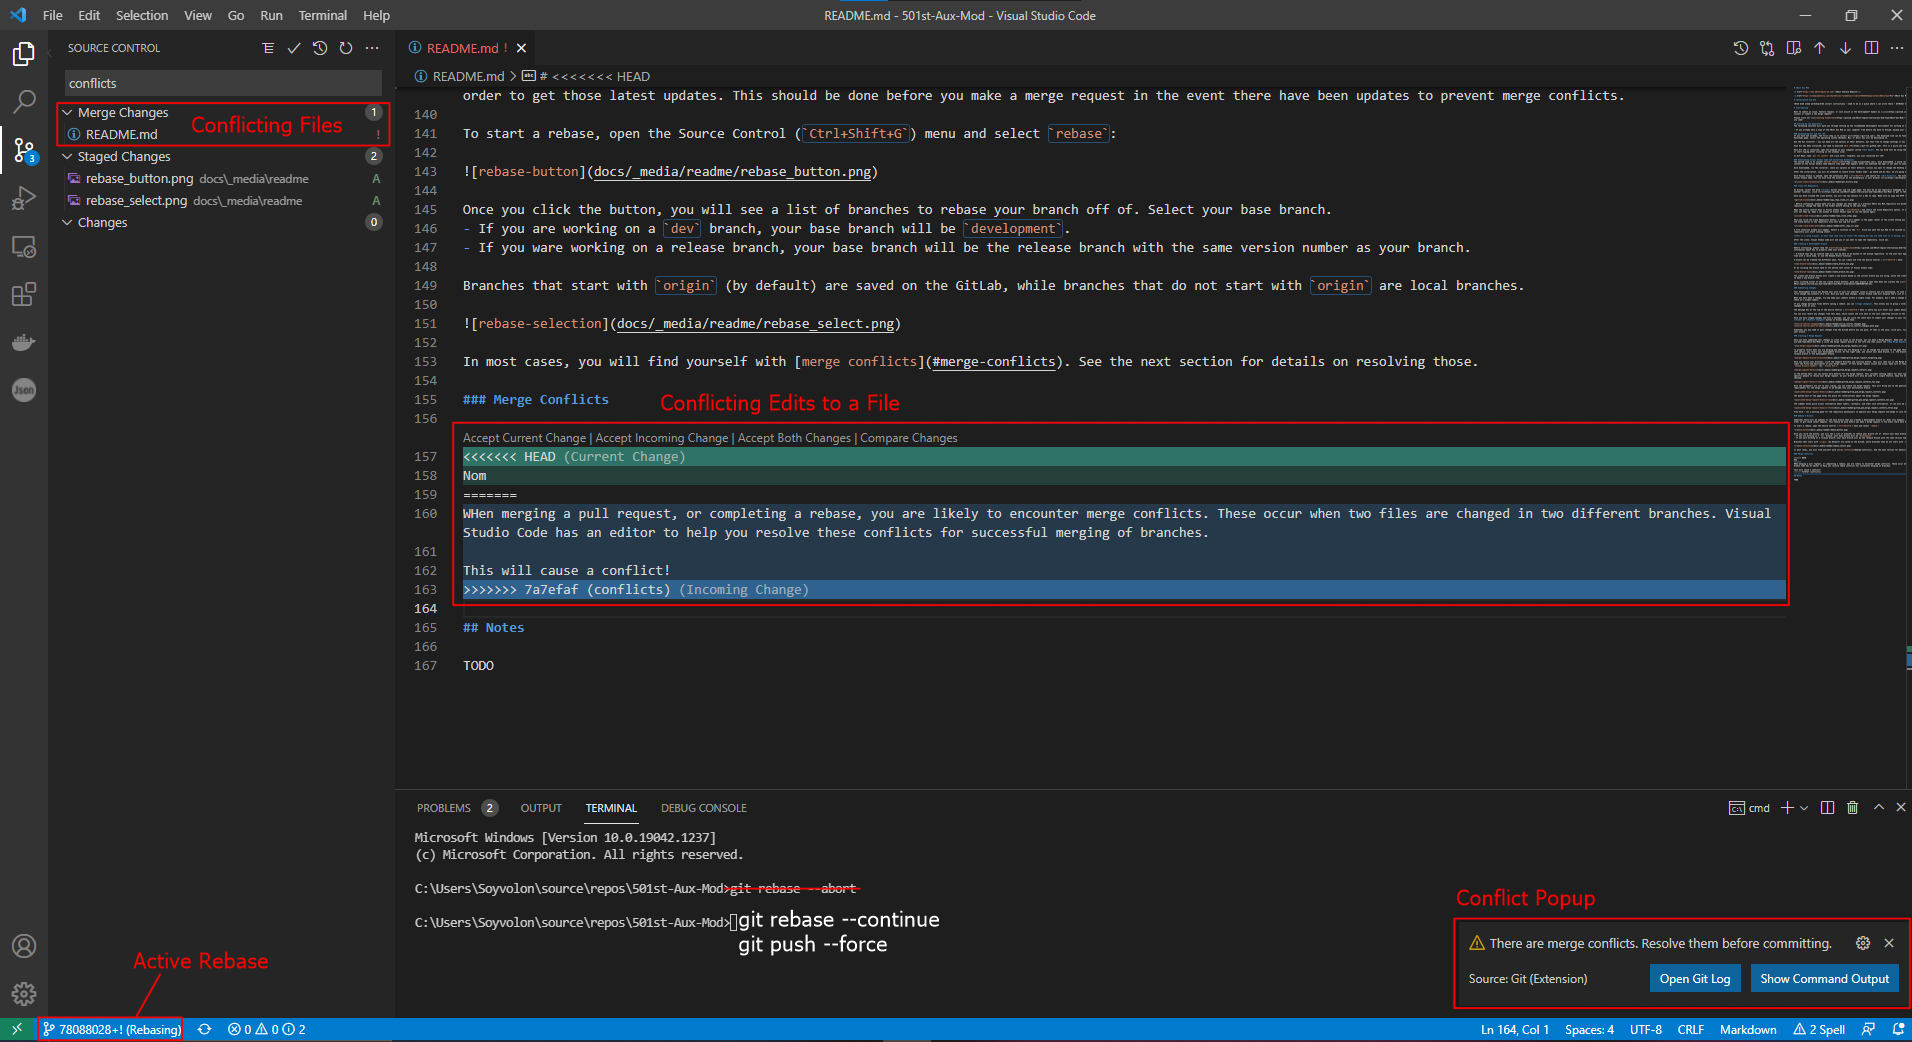 File Edit Selection View Go Run Terminal Help
README.md - 501st-Aux-Mod - Visual Studio Code
SOURCE CONTROL
conflicts
Merge Changes 1
README.md !
Conflicting Files
Staged Changes 2
rebase_button.png docs\_media\readme A
rebase_select.png docs\_media\readme A
Changes 0
3
Json
README.md !
README.md > # <<<<<<< HEAD
order to get those latest updates. This should be done before you make a merge request in the event there have been updates to prevent merge conflicts.
140
141 To start a rebase, open the Source Control (`Ctrl+Shift+G`) menu and select `rebase`:
142
143 ![rebase-button](docs/_media/readme/rebase_button.png)
144
145 Once you click the button, you will see a list of branches to rebase your branch off of. Select your base branch.
146 - If you are working on a `dev` branch, your base branch will be `development`.
147 - If you ware working on a release branch, your base branch will be the release branch with the same version number as your branch.
148
149 Branches that start with `origin` (by default) are saved on the GitLab, while branches that do not start with `origin` are local branches.
150
151 ![rebase-selection](docs/_media/readme/rebase_select.png)
152
153 In most cases, you will find yourself with [merge conflicts](#merge-conflicts). See the next section for details on resolving those.
154
155 ### Merge Conflicts
Conflicting Edits to a File
156
Accept Current Change | Accept Incoming Change | Accept Both Changes | Compare Changes
157 <<<<<<< HEAD (Current Change)
158 Nom
159 =======
160 WHen merging a pull request, or completing a rebase, you are likely to encounter merge conflicts. These occur when two files are changed in two different branches. Visual
Studio Code has an editor to help you resolve these conflicts for successful merging of branches.
161
162 This will cause a conflict!
163 >>>>>>> 7a7efaf (conflicts) (Incoming Change)
164
165 ## Notes
166
167 TODO
PROBLEMS 2 OUTPUT TERMINAL DEBUG CONSOLE
cmd
Microsoft Windows [Version 10.0.19042.1237]
(c) Microsoft Corporation. All rights reserved.
C:\Users\Soyvolon\source\repos\501st-Aux-Mod>git rebase --abort
C:\Users\Soyvolon\source\repos\501st-Aux-Mod>
git rebase --continue
git push --force
Conflict Popup
There are merge conflicts. Resolve them before committing.
Source: Git (Extension) Open Git Log Show Command Output
Active Rebase
78088028+! (Rebasing) 0 0 2
Ln 164, Col 1 Spaces: 4 UTF-8 CRLF Markdown 2 Spell